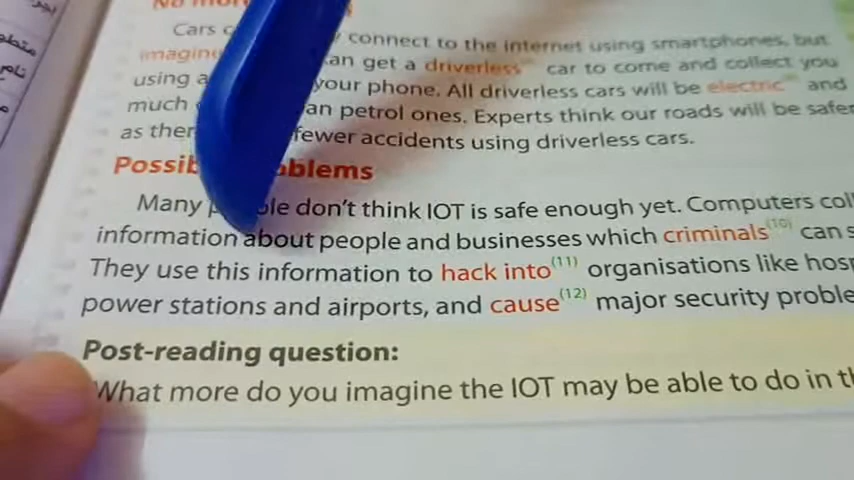 No mor
Cars c connect to the internet using smartphones, but
imagine an get a driverless car to come and collect you
using a your phone. All driverless cars will be electric and
much an petrol ones. Experts think our roads will be safer
as ther fewer accidents using driverless cars.
Possib oblems
Many p le don't think IOT is safe enough yet. Computers coll
information about people and businesses which criminals(10) can s
They use this information to hack into(11) organisations like hosp
power stations and airports, and cause(12) major security proble
Post-reading question:
What more do you imagine the IOT may be able to do in th